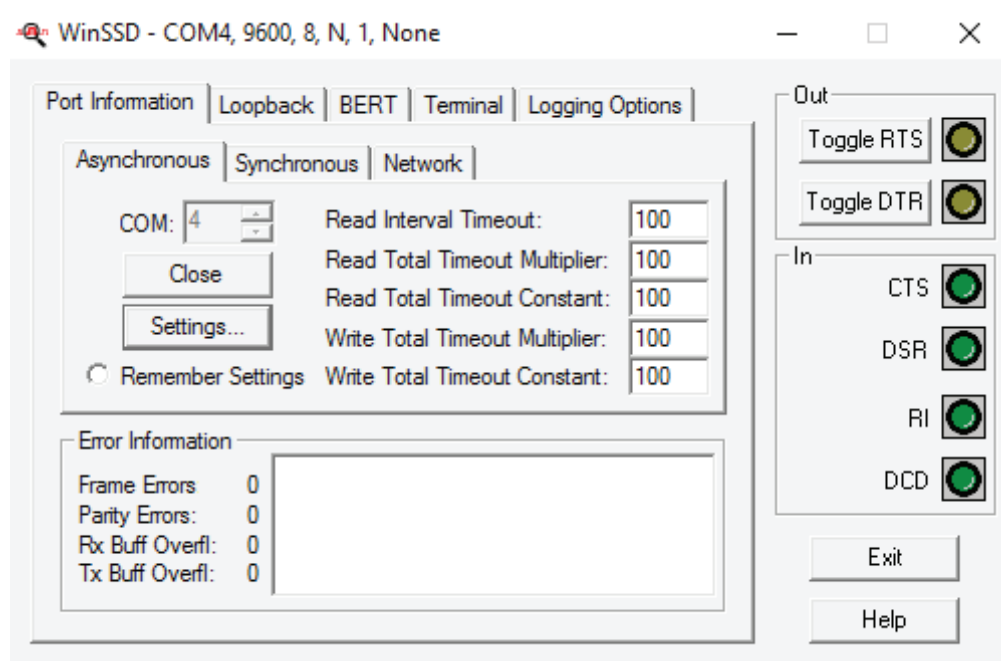 WinSSD - COM4, 9600, 8, N, 1, None
Port Information Loopback BERT Terminal Logging Options
Asynchronous Synchronous Network
COM: 4
Close
Settings...
Remember Settings
Read Interval Timeout: 100
Read Total Timeout Multiplier: 100
Read Total Timeout Constant: 100
Write Total Timeout Multiplier: 100
Write Total Timeout Constant: 100
Error Information
Frame Errors 0
Parity Errors: 0
Rx Buff Overfl: 0
Tx Buff Overfl: 0
Out
Toggle RTS
Toggle DTR
In
CTS
DSR
RI
DCD
Exit
Help